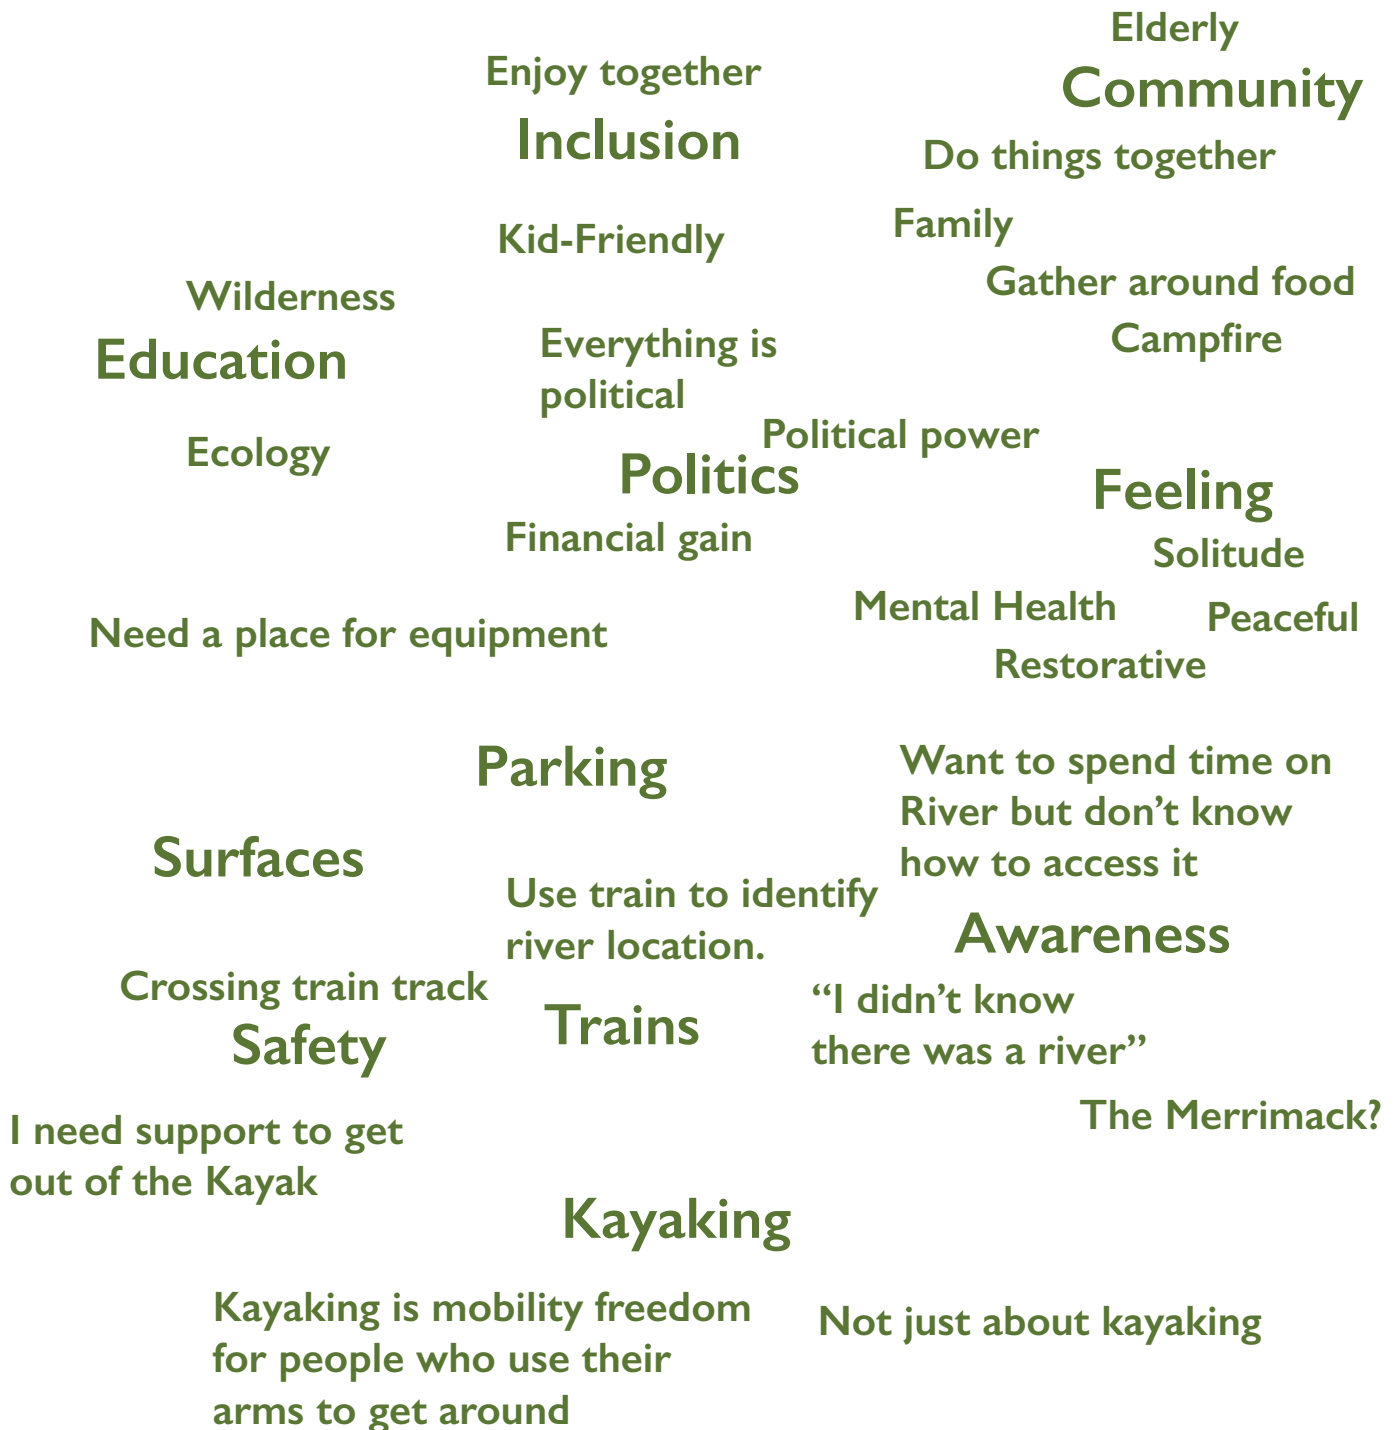 Elderly
Enjoy together
Community
Inclusion
Do things together
Family
Kid-Friendly
Gather around food
Wilderness
Campfire
Everything is
political
Education
Political power
Ecology
Politics
Feeling
Financial gain
Solitude
Mental Health
Peaceful
Need a place for equipment
Restorative
Parking
Want to spend time on
River but don’t know
how to access it
Surfaces
Use train to identify
river location.
Awareness
Crossing train track
Safety
Trains
“I didn’t know
there was a river”
The Merrimack?
I need support to get
out of the Kayak
Kayaking
Kayaking is mobility freedom
for people who use their
arms to get around
Not just about kayaking